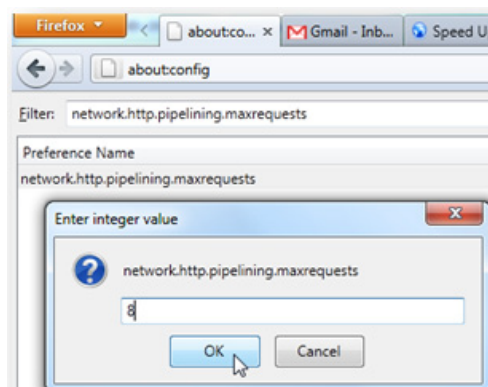 Firefox
about:co... × Gmail - Inb... Speed U
about:config
Filter: network.http.pipelining.maxrequests
Preference Name
network.http.pipelining.maxrequests
Enter integer value
network.http.pipelining.maxrequests
8
OK Cancel